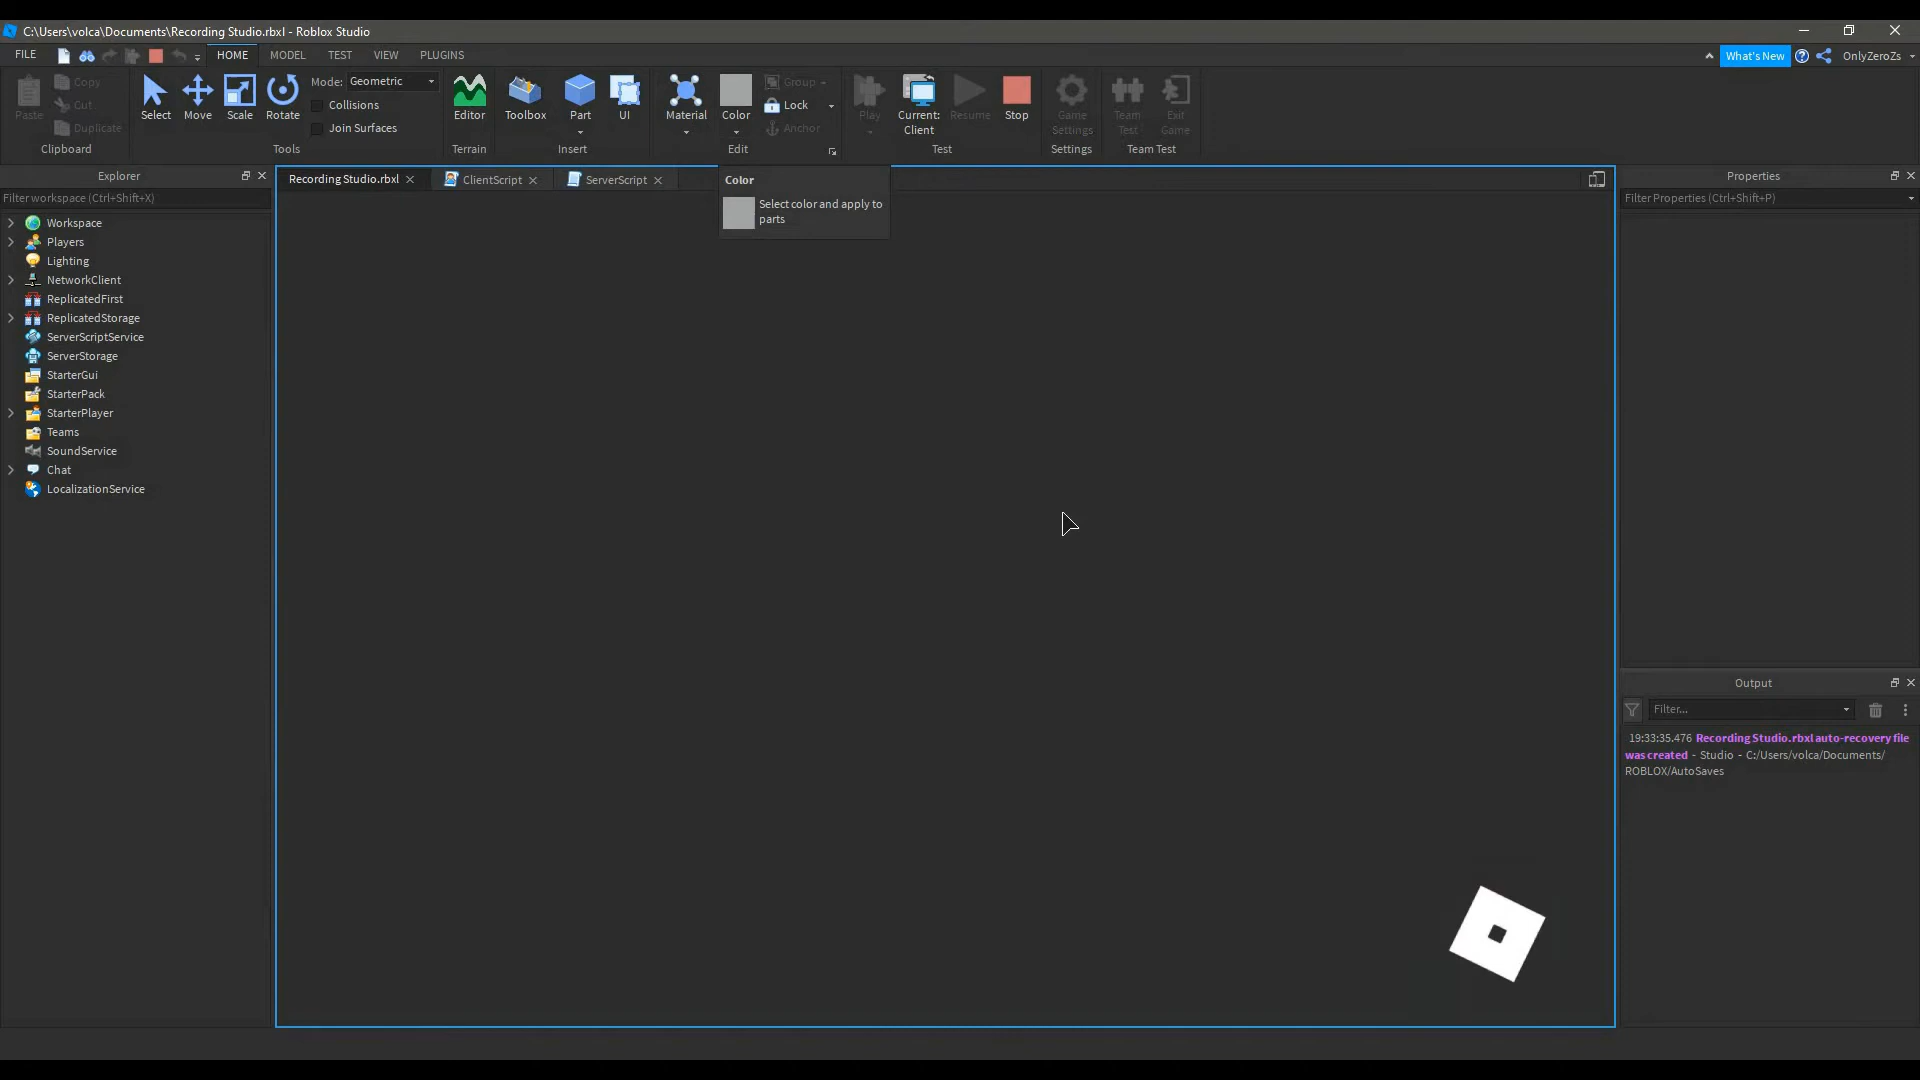 C:\Users\volca\Documents\Recording Studio.rbxl - Roblox Studio
FILE
HOME
MODEL
TEST
VIEW
PLUGINS
What's New
OnlyZeroZs
Paste
Copy
Cut
Duplicate
Clipboard
Select
Move
Scale
Rotate
Mode: Geometric
Collisions
Join Surfaces
Tools
Editor
Terrain
Toolbox
Part
UI
Insert
Material
Color
Group
Lock
Anchor
Edit
Play
Current:
Client
Resume
Stop
Test
Game
Settings
Settings
Team
Test
Exit
Game
Team Test
Explorer
Filter workspace (Ctrl+Shift+X)
Workspace
Players
Lighting
NetworkClient
ReplicatedFirst
ReplicatedStorage
ServerScriptService
ServerStorage
StarterGui
StarterPack
StarterPlayer
Teams
SoundService
Chat
LocalizationService
Recording Studio.rbxl
ClientScript
ServerScript
Color
Select color and apply to
parts
Properties
Filter Properties (Ctrl+Shift+P)
Output
Filter...
19:33:35.476 Recording Studio.rbxl auto-recovery file
was created - Studio - C:/Users/volca/Documents/
ROBLOX/AutoSaves